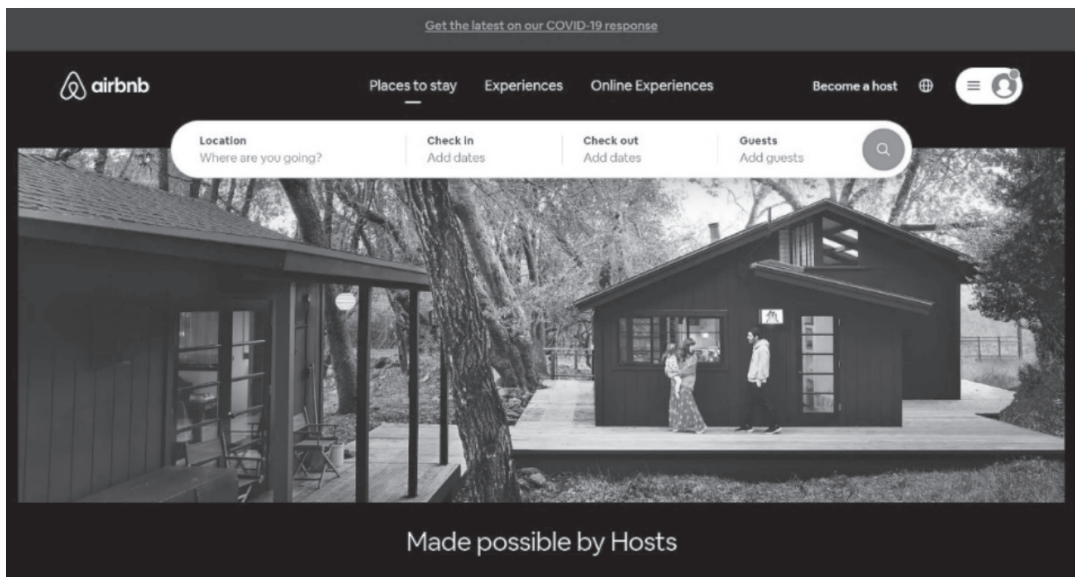 Get the latest on our COVID-19 response
airbnb
Places to stay Experiences Online Experiences
Become a host
Location Check in Check out Guests
Where are you going? Add dates Add dates Add guests
Made possible by Hosts